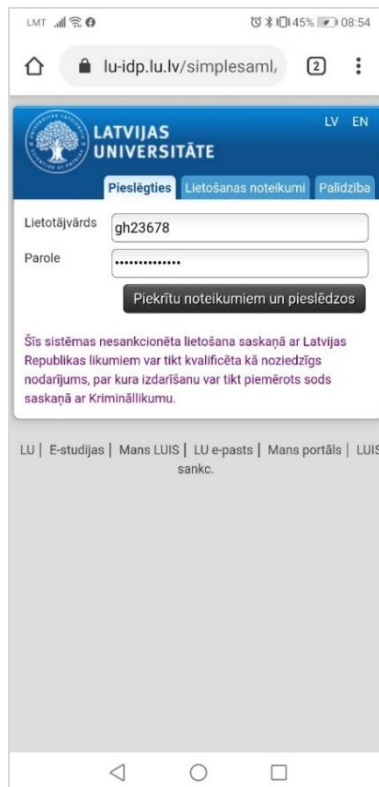 LMT 45% 08:54
lu-idp.lu.lv/simplesaml/ 2
LV EN
LATVIJAS
UNIVERSITĀTE
Pieslēgties Lietošanas noteikumi Palīdzība
Lietotājvārds gh23678
Parole ••••••••••••••
Piekrītu noteikumiem un pieslēdzos
Šīs sistēmas nesankcionēta lietošana saskaņā ar Latvijas
Republikas likumiem var tikt kvalificēta kā noziedzīgs
nodarījums, par kura izdarīšanu var tikt piemērots sods
saskaņā ar Krimināllikumu.
LU | E-studijas | Mans LUIS | LU e-pasts | Mans portāls | LUIS
sankc.